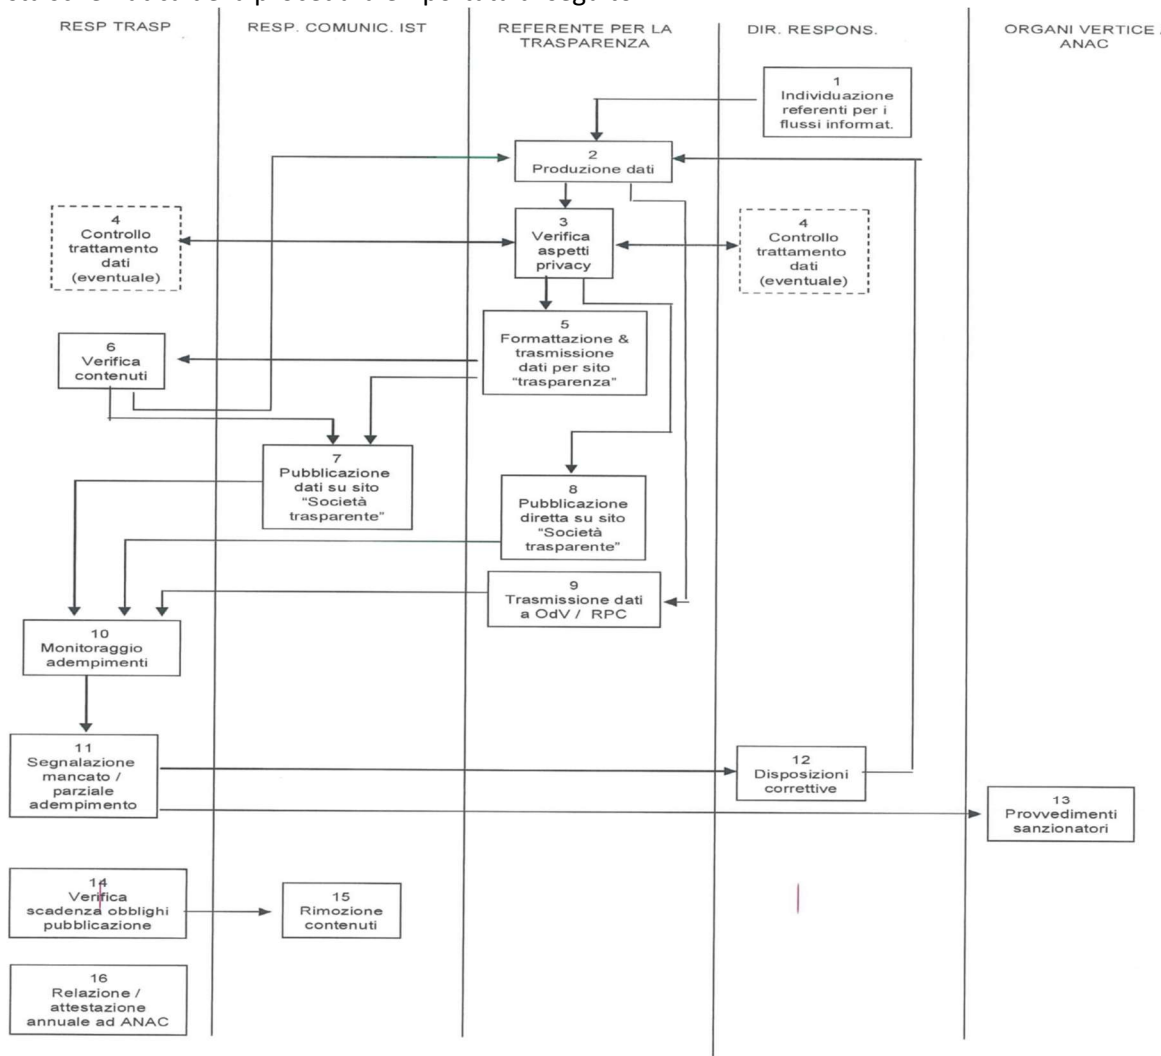 RESP TRASP
RESP. COMUNIC. IST
REFERENTE PER LA
TRASPARENZA
DIR. RESPONS.
ORGANI VERTICE
ANAC
1
Individuazione
referenti per i
flussi informat.
2
Produzione dati
3
Verifica
aspetti
privacy
4
Controllo
trattamento
dati
(eventuale)
4
Controllo
trattamento
dati
(eventuale)
5
Formattazione &
trasmissione
dati per sito
"trasparenza"
6
Verifica
contenuti
7
Pubblicazione
dati su sito
"Società
trasparente"
8
Pubblicazione
diretta su sito
"Società
trasparente"
9
Trasmissione dati
a OdV / RPC
10
Monitoraggio
adempimenti
11
Segnalazione
mancato /
parziale
adempimento
12
Disposizioni
correttive
13
Provvedimenti
sanzionatori
14
Verifica
scadenza obblighi
pubblicazione
15
Rimozione
contenuti
16
Relazione /
attestazione
annuale ad ANAC